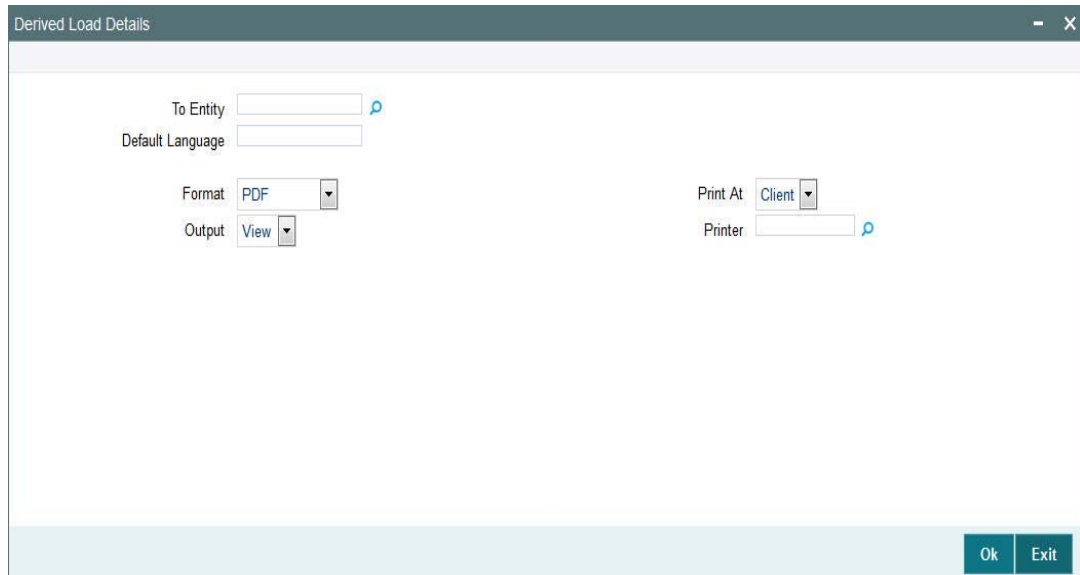 Derived Load Details
To Entity
Default Language
Format PDF
Print At Client
Output View
Printer
Ok Exit